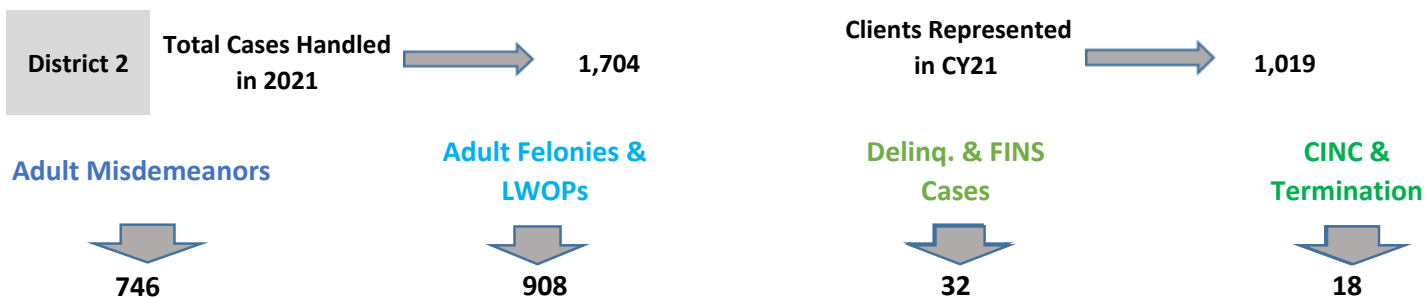 District 2
Total Cases Handled
in 2021
1,704
Clients Represented
in CY21
1,019
Adult Misdemeanors
Adult Felonies &
LWOPs
Delinq. & FINS
Cases
CINC &
Termination
746
908
32
18